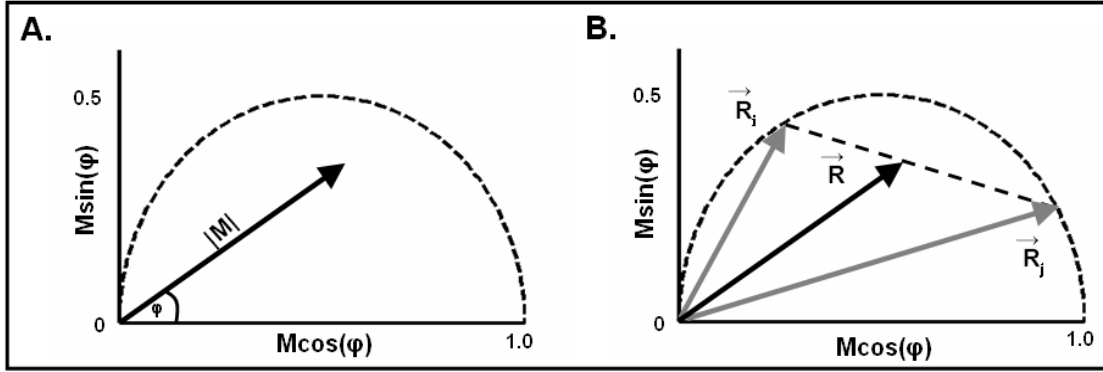 A.
0.5
Msin(φ)
|M|
φ
0
Mcos(φ)
1.0
B.
0.5
Msin(φ)
R⃗i
R⃗
R⃗j
0
Mcos(φ)
1.0